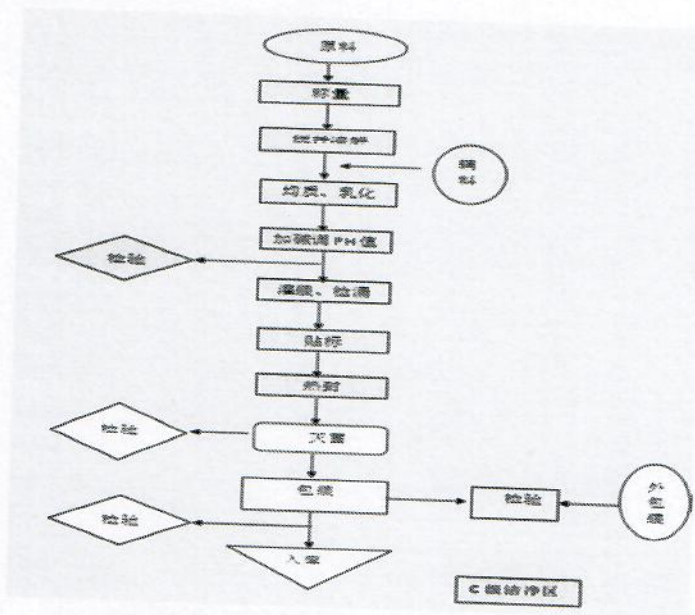 原料
称量
搅拌溶解
辅
料
均质、乳化
加碱调PH值
检验
灌装、检漏
贴标
热封
检验
灭菌
包装
检验
外
包
装
检验
入库
C级洁净区